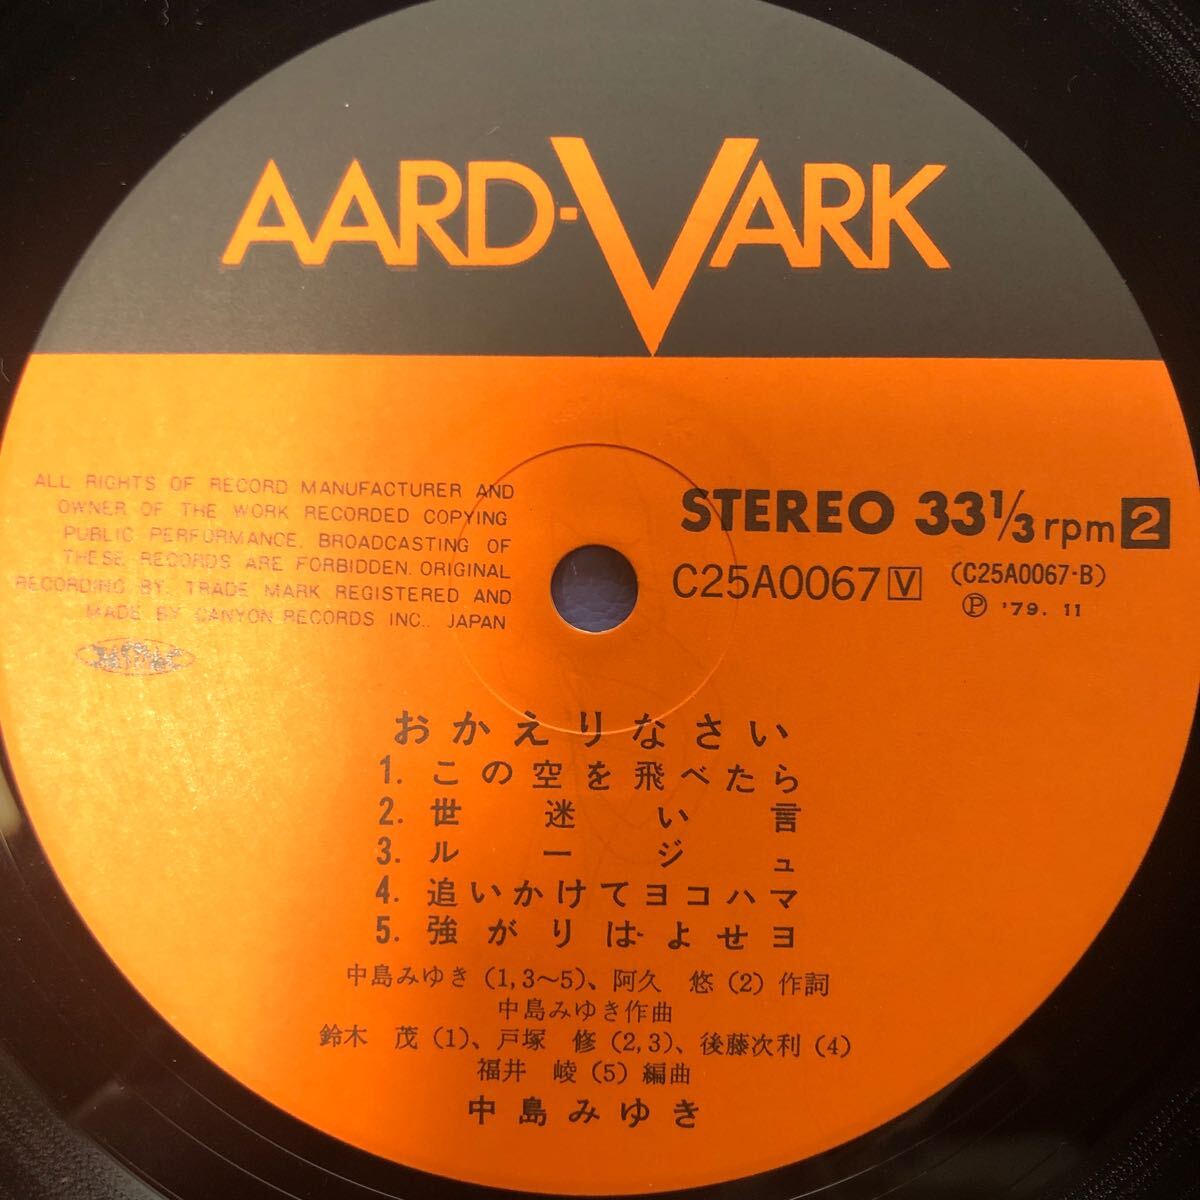 AARD-VARK
ALL RIGHTS OF RECORD MANUFACTURER AND
OWNER OF THE WORK RECORDED COPYING
PUBLIC PERFORMANCE. BROADCASTING OF
THESE RECORDS ARE FORBIDDEN. ORIGINAL
RECORDING BY. TRADE MARK REGISTERED AND
MADE BY CANYON RECORDS INC., JAPAN
STEREO 33⅓ rpm 2
C25A0067 V (C25A0067-B)
Ⓟ '79. 11
おかえりなさい
1. この空を飛べたら
2. 世迷い言
3. ルージュ
4. 追いかけてヨコハマ
5. 強がりはよせヨ
中島みゆき(1,3~5)、阿久 悠(2)作詞
中島みゆき作曲
鈴木 茂(1)、戸塚 修(2,3)、後藤次利(4)
福井 崚(5)編曲
中島みゆき